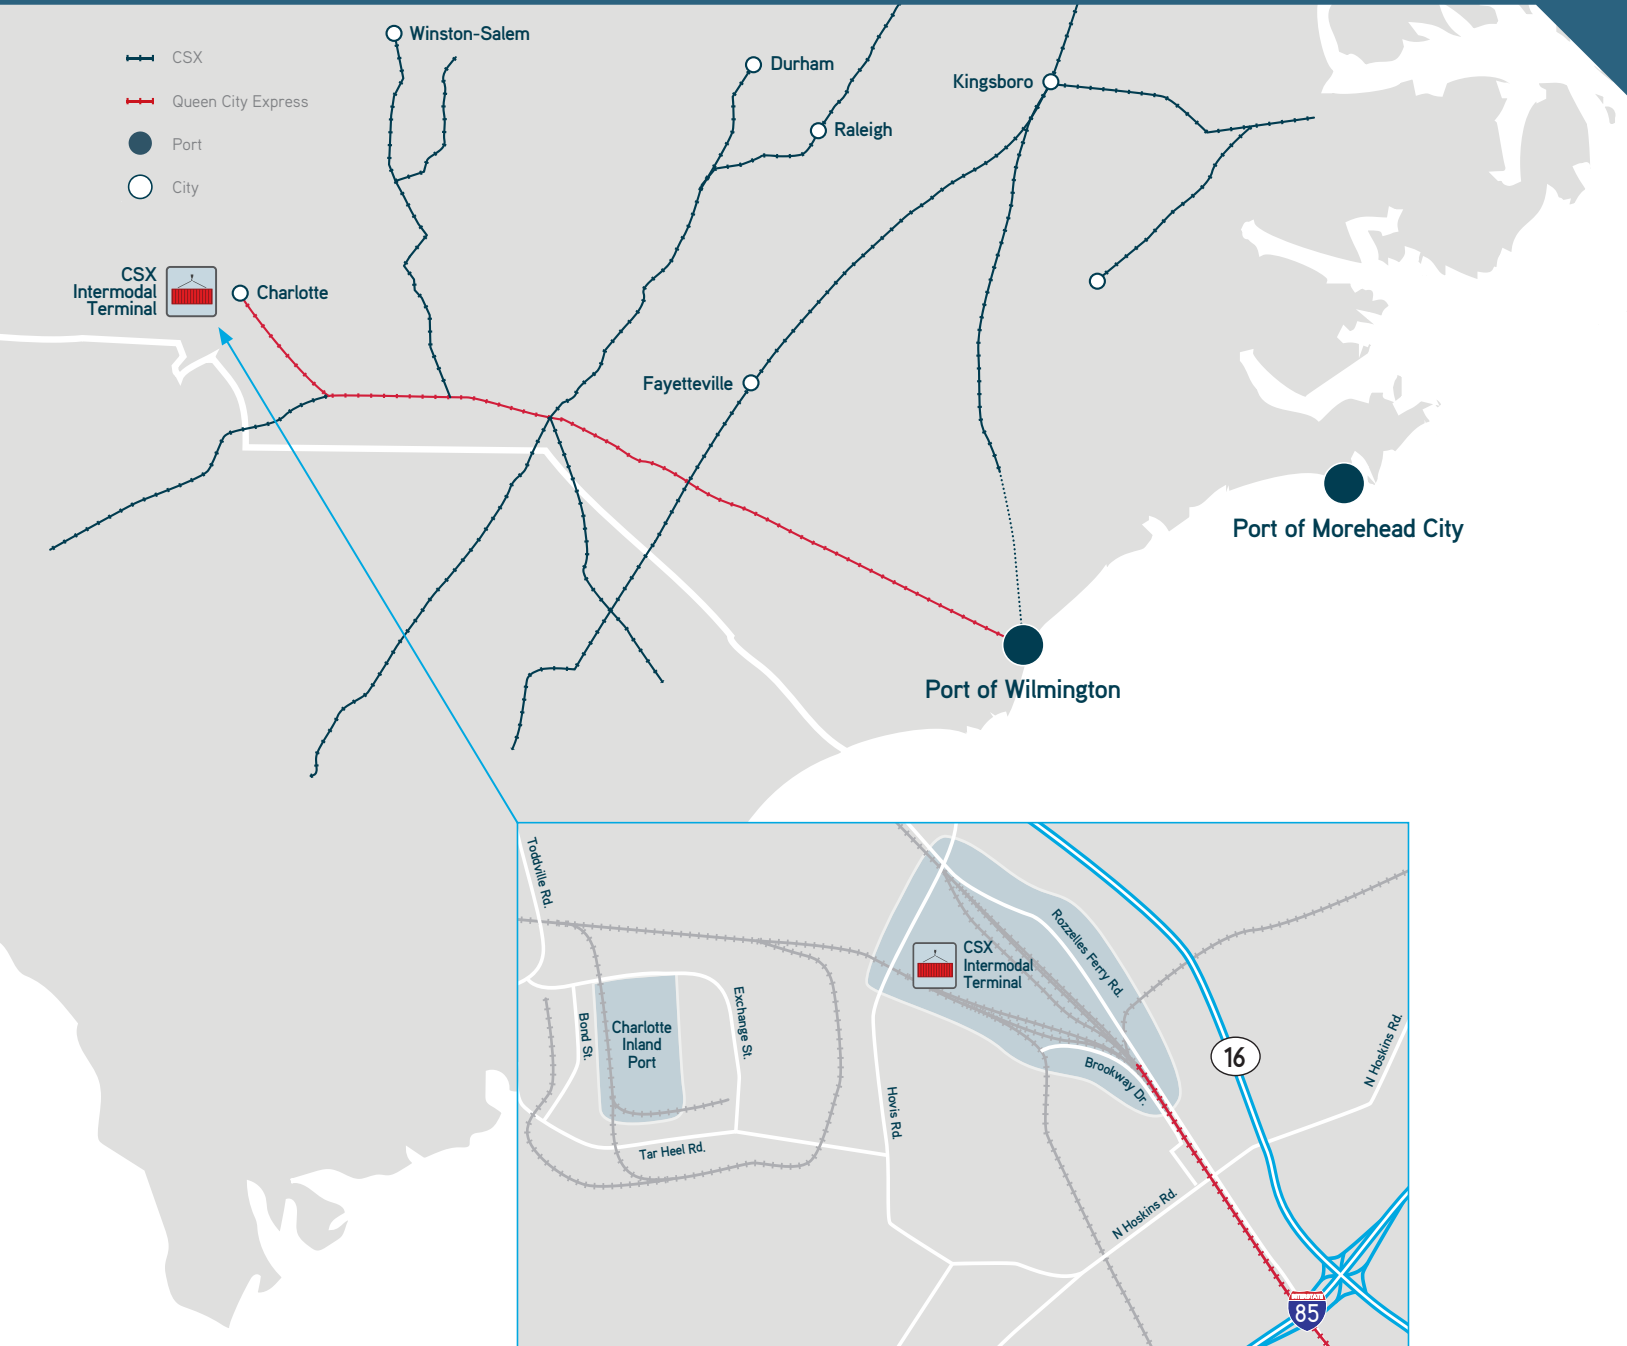 Winston-Salem
CSX
Queen City Express
Port
City
Durham
Raleigh
Kingsboro
CSX
Intermodal
Terminal
Charlotte
Fayetteville
Port of Morehead City
Port of Wilmington
Toddville Rd.
Rozzelles Ferry Rd.
CSX
Intermodal
Terminal
Exchange St.
Bond St.
Charlotte
Inland
Port
16
N Hoskins Rd.
Brookway Dr.
Hovis Rd.
Tar Heel Rd.
N Hoskins Rd.
85